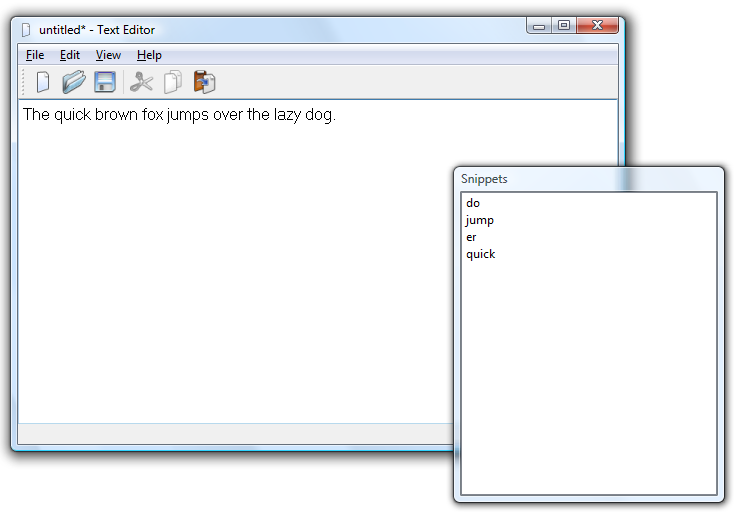 untitled* - Text Editor
File Edit View Help
The quick brown fox jumps over the lazy dog.
Snippets
do
jump
er
quick